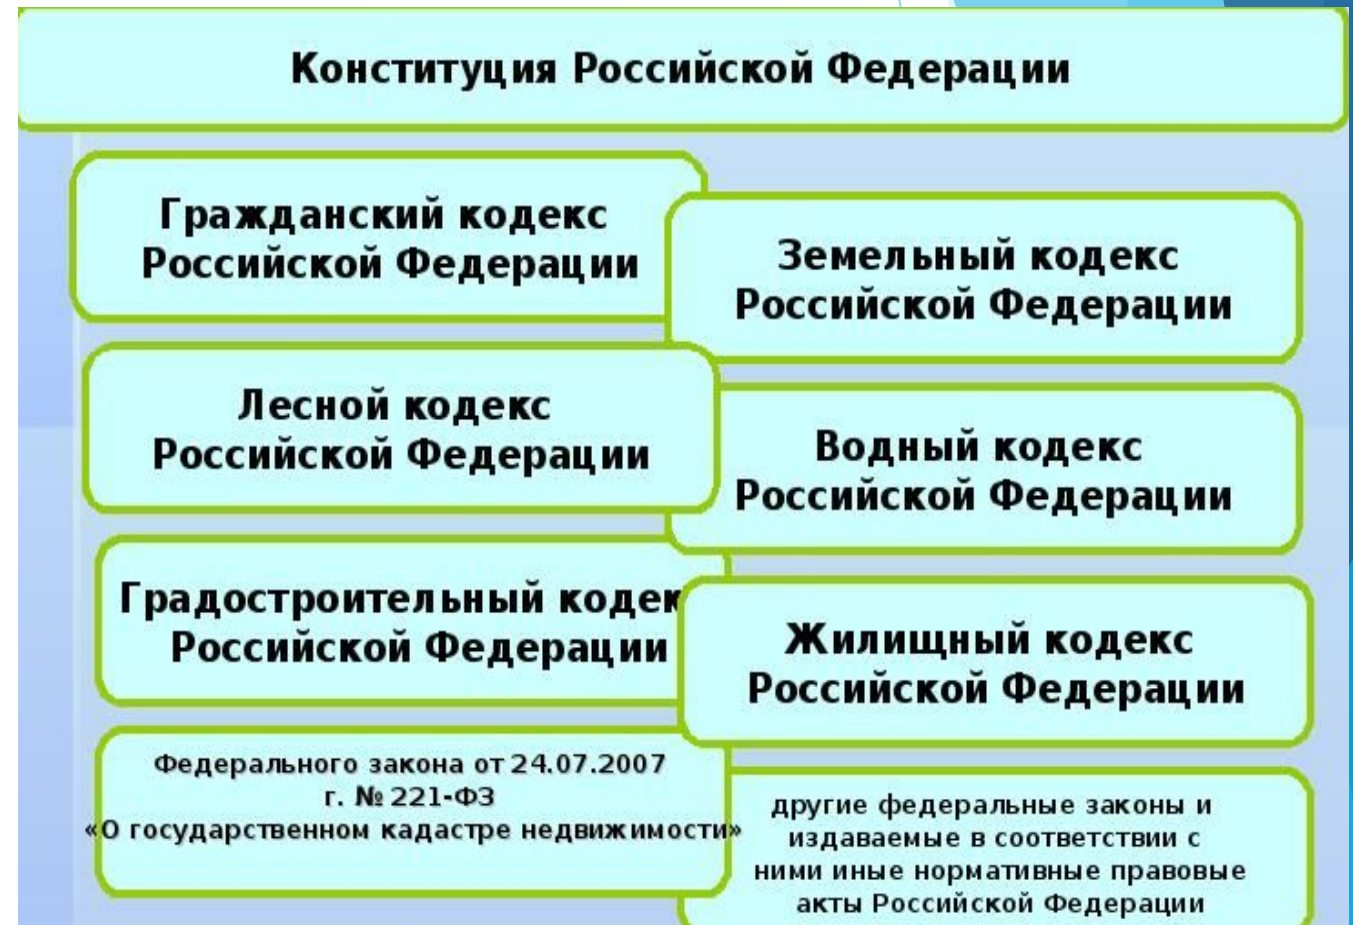 Конституция Российской Федерации
Гражданский кодекс
Российской Федерации
Земельный кодекс
Российской Федерации
Лесной кодекс
Российской Федерации
Водный кодекс
Российской Федерации
Градостроительный кодек
Российской Федерации
Жилищный кодекс
Российской Федерации
Федерального закона от 24.07.2007
г. № 221-ФЗ
«О государственном кадастре недвижимости»
другие федеральные законы и
издаваемые в соответствии с
ними иные нормативные правовые
акты Российской Федерации